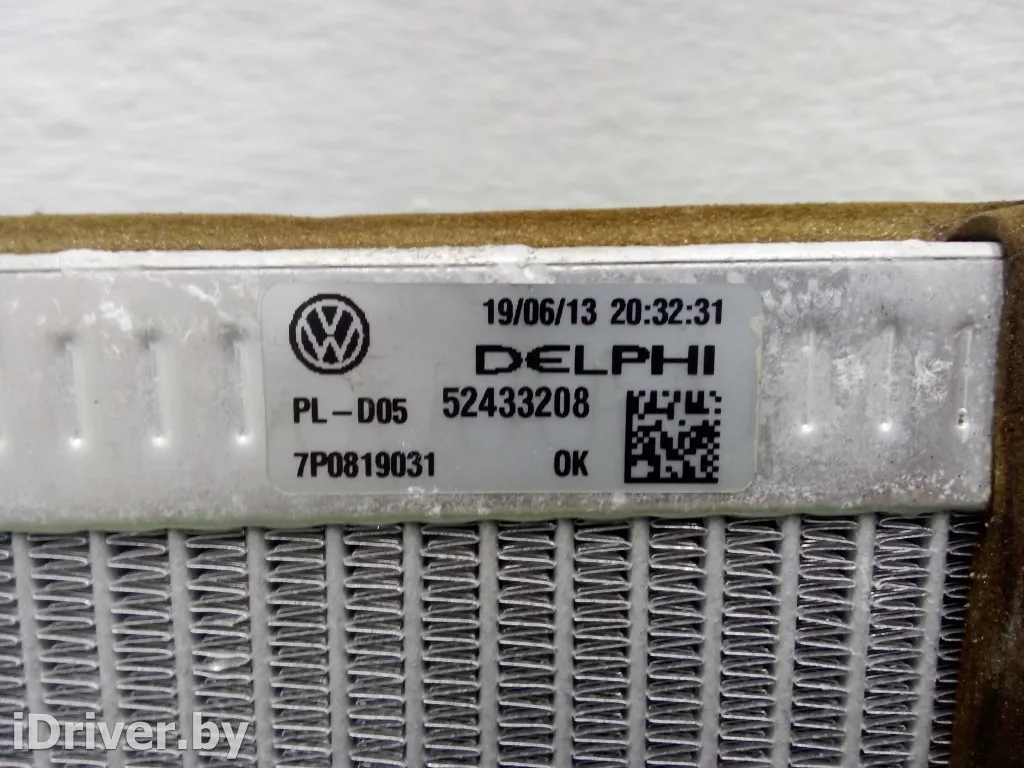 19/06/13 20:32:31
DELPHI
PL-D05 52433208
7P0819031 OK
iDriver.by